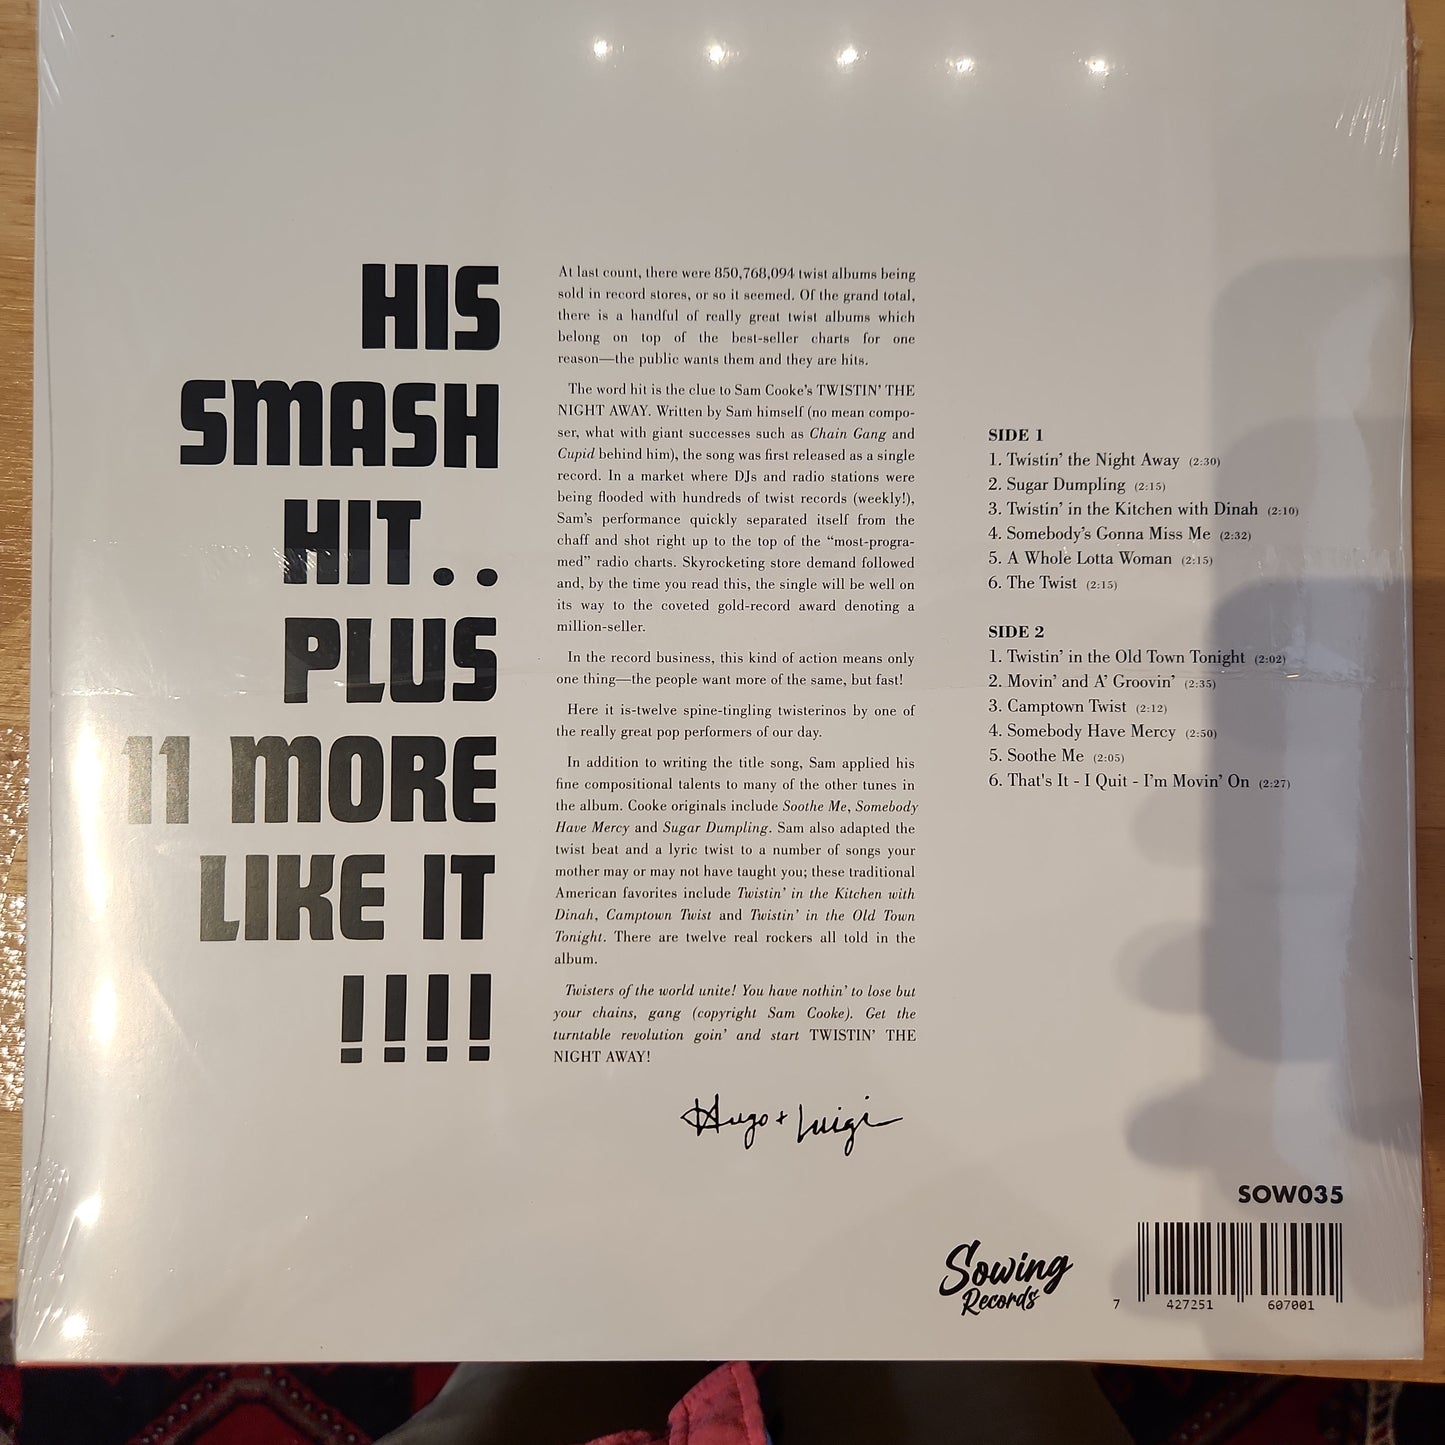 HIS
SMASH
HIT..
PLUS
11 MORE
LIKE IT
!!!!
At last count, there were 850,768,094 twist albums being
sold in record stores, or so it seemed. Of the grand total,
there is a handful of really great twist albums which
belong on top of the best-seller charts for one
reason—the public wants them and they are hits.
The word hit is the clue to Sam Cooke's TWISTIN' THE
NIGHT AWAY. Written by Sam himself (no mean compo-
ser, what with giant successes such as Chain Gang and
Cupid behind him), the song was first released as a single
record. In a market where DJs and radio stations were
being flooded with hundreds of twist records (weekly!),
Sam's performance quickly separated itself from the
chaff and shot right up to the top of the “most-progra-
med” radio charts. Skyrocketing store demand followed
and, by the time you read this, the single will be well on
its way to the coveted gold-record award denoting a
million-seller.
In the record business, this kind of action means only
one thing—the people want more of the same, but fast!
Here it is-twelve spine-tingling twisterinos by one of
the really great pop performers of our day.
In addition to writing the title song, Sam applied his
fine compositional talents to many of the other tunes in
the album. Cooke originals include Soothe Me, Somebody
Have Mercy and Sugar Dumpling. Sam also adapted the
twist beat and a lyric twist to a number of songs your
mother may or may not have taught you; these traditional
American favorites include Twistin' in the Kitchen with
Dinah, Camptown Twist and Twistin' in the Old Town
Tonight. There are twelve real rockers all told in the
album.
Twisters of the world unite! You have nothin' to lose but
your chains, gang (copyright Sam Cooke). Get the
turntable revolution goin' and start TWISTIN' THE
NIGHT AWAY!
Hugo + Luigi
SIDE 1
1. Twistin' the Night Away (2:30)
2. Sugar Dumpling (2:15)
3. Twistin' in the Kitchen with Dinah (2:10)
4. Somebody's Gonna Miss Me (2:32)
5. A Whole Lotta Woman (2:15)
6. The Twist (2:15)
SIDE 2
1. Twistin' in the Old Town Tonight (2:02)
2. Movin' and A' Groovin' (2:35)
3. Camptown Twist (2:12)
4. Somebody Have Mercy (2:50)
5. Soothe Me (2:05)
6. That's It - I Quit - I'm Movin' On (2:27)
SOW035
Sowing
Records
7 427251 607001